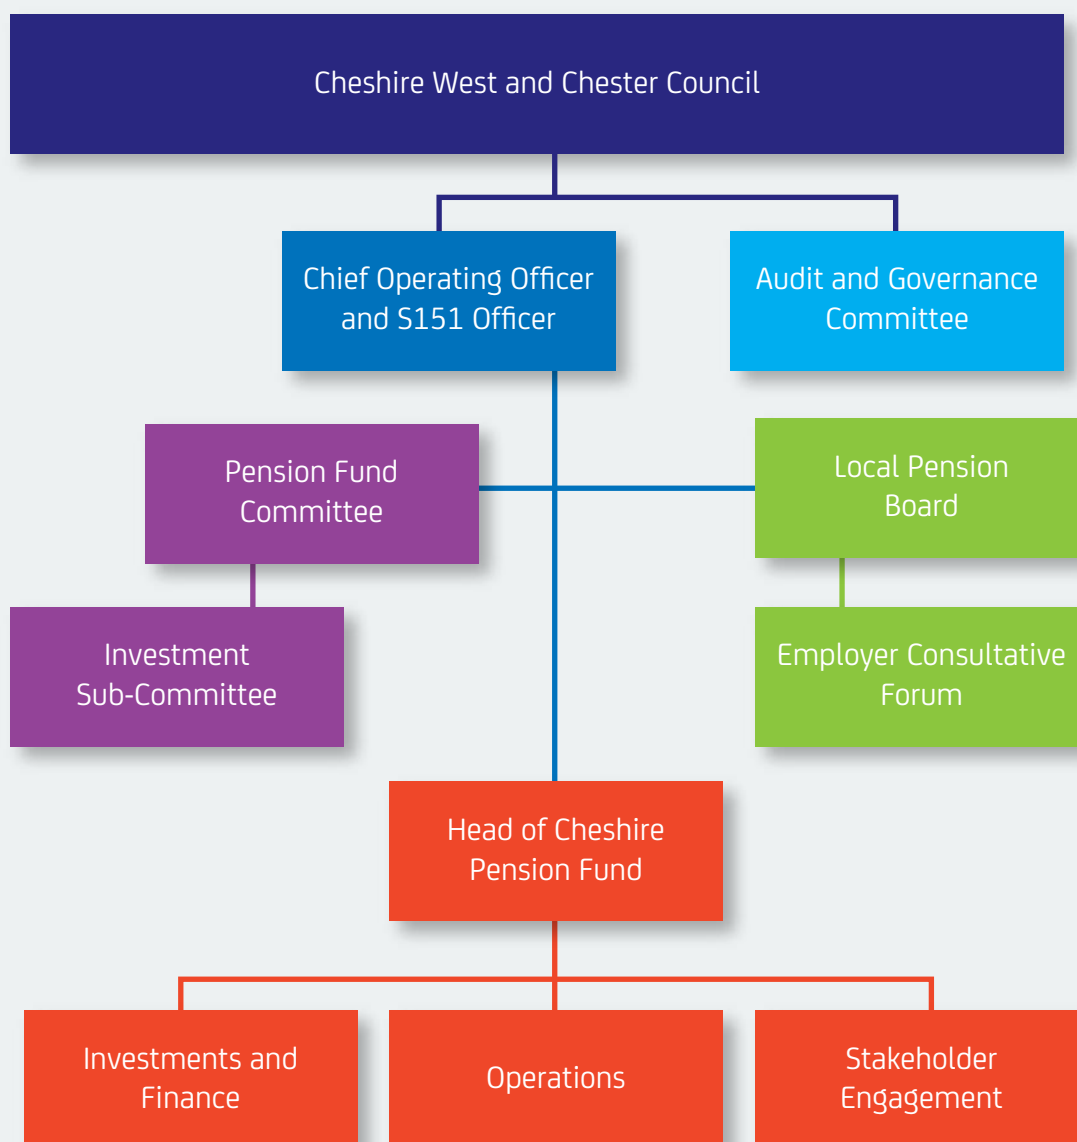 Cheshire West and Chester Council
Chief Operating Officer
and S151 Officer
Audit and Governance
Committee
Pension Fund
Committee
Local Pension
Board
Investment
Sub-Committee
Employer Consultative
Forum
Head of Cheshire
Pension Fund
Investments and
Finance
Operations
Stakeholder
Engagement